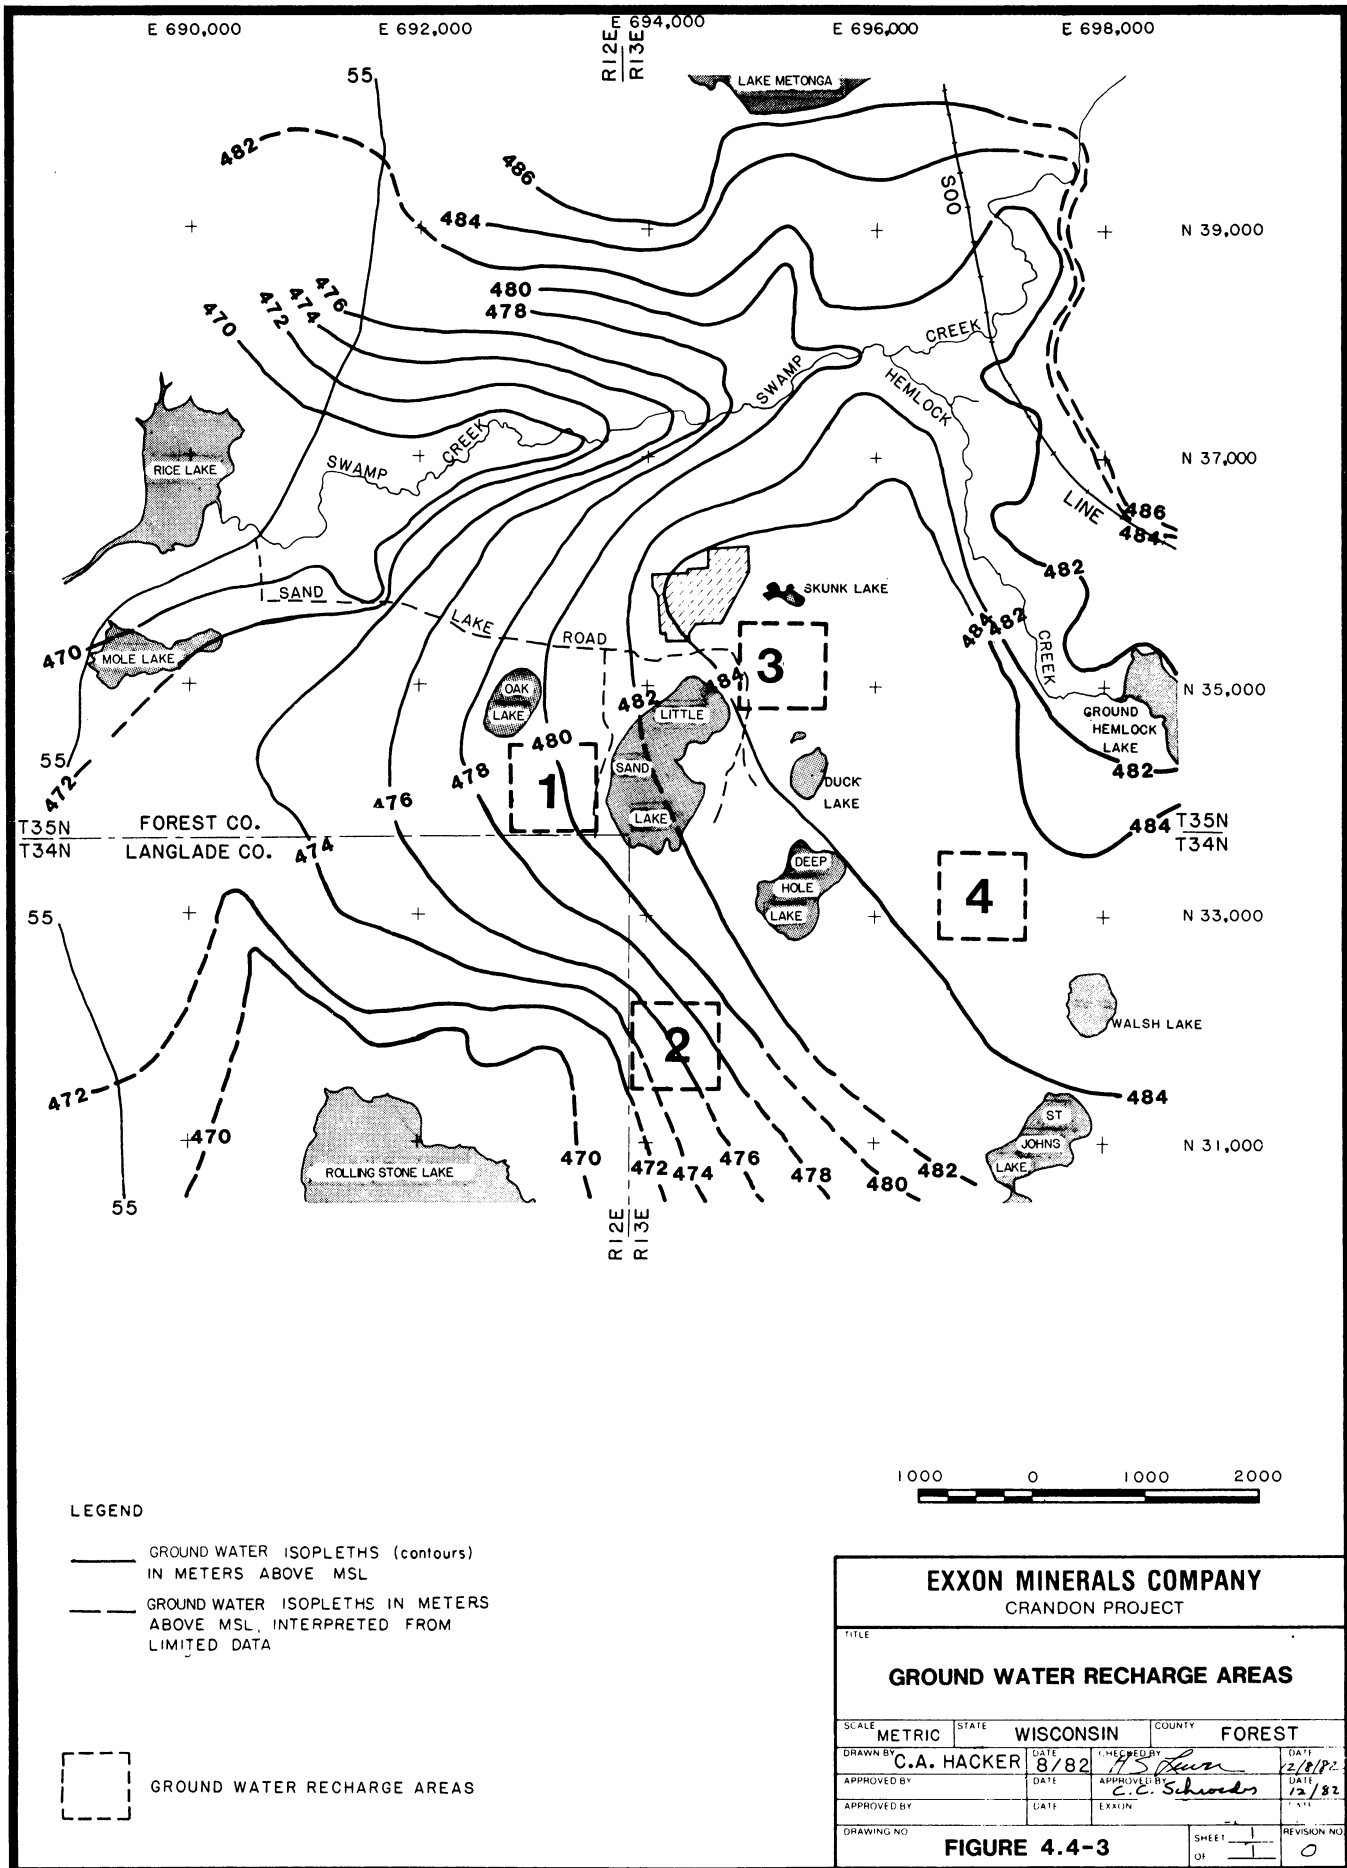 E 690,000 E 692,000 E 694,000 E 696,000 E 698,000
R12E R13E
55
LAKE METONGA
482
486
484
SOO
N 39,000
476
474
472
470
480
478
CREEK
SWAMP
HEMLOCK
RICE LAKE
SWAMP
CREEK
N 37,000
LINE
486
484
482
SAND
LAKE
ROAD
SKUNK LAKE
484
482
CREEK
470
MOLE LAKE
3
OAK
LAKE
482
484
LITTLE
N 35,000
GROUND
HEMLOCK
LAKE
480
55
472
478
476
1
SAND
LAKE
DUCK
LAKE
482
T35N
T34N
FOREST CO.
LANGLADE CO.
474
484
T35N
T34N
DEEP
HOLE
LAKE
4
55
N 33,000
2
WALSH LAKE
472
484
470
ST
JOHNS
LAKE
N 31,000
ROLLING STONE LAKE
470
472
474
476
478
480
482
55
R12E R13E
1000 0 1000 2000
LEGEND
GROUND WATER ISOPLETHS (contours)
IN METERS ABOVE MSL
GROUND WATER ISOPLETHS IN METERS
ABOVE MSL, INTERPRETED FROM
LIMITED DATA
GROUND WATER RECHARGE AREAS
EXXON MINERALS COMPANY
CRANDON PROJECT
TITLE
GROUND WATER RECHARGE AREAS
SCALE METRIC STATE WISCONSIN COUNTY FOREST
DRAWN BY C.A. HACKER DATE 8/82 CHECKED BY DATE 12/8/82
APPROVED BY DATE APPROVED BY C.C. Schroeder DATE 12/82
APPROVED BY DATE EXXON DATE
DRAWING NO FIGURE 4.4-3 SHEET 1 OF 1 REVISION NO 0